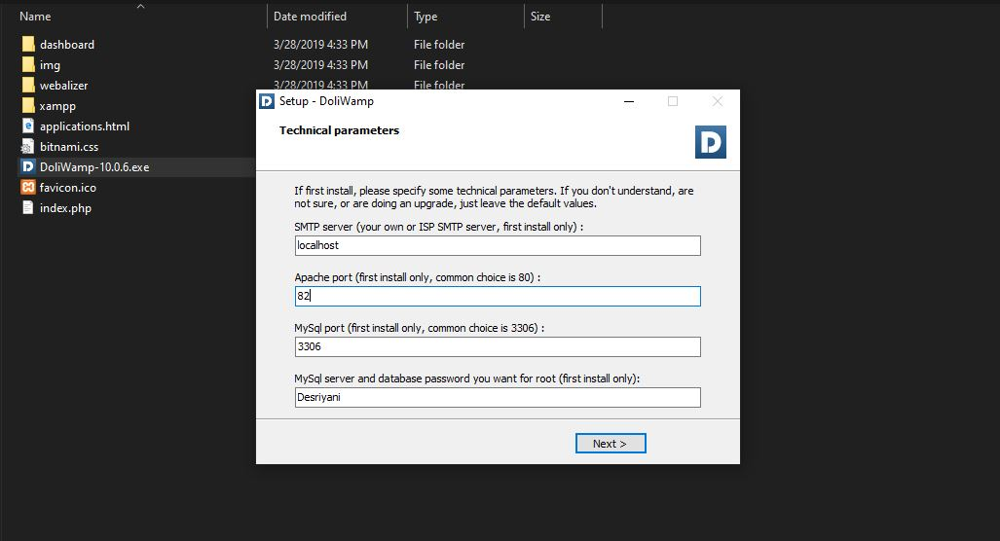 Name Date modified Type Size
dashboard 3/28/2019 4:33 PM File folder
img 3/28/2019 4:33 PM File folder
webalizer 3/28/2019 4:33 PM File folder
xampp
applications.html
bitnami.css
DoliWamp-10.0.6.exe
favicon.ico
index.php
D Setup - DoliWamp
Technical parameters
D
If first install, please specify some technical parameters. If you don't understand, are
not sure, or are doing an upgrade, just leave the default values.
SMTP server (your own or ISP SMTP server, first install only) :
localhost
Apache port (first install only, common choice is 80) :
82
MySql port (first install only, common choice is 3306) :
3306
MySql server and database password you want for root (first install only):
Desriyani
Next >